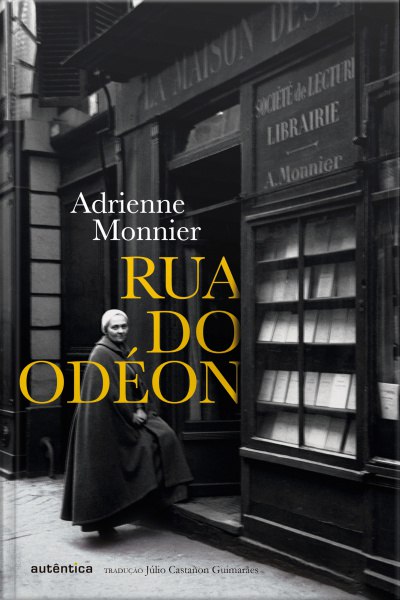 LA MAISON DES
SOCIÉTÉ de LECTURE
LIBRAIRIE
A. Monnier
Adrienne
Monnier
RUA
DO
ODÉON
autêntica
TRADUÇÃO Júlio Castañon Guimarães